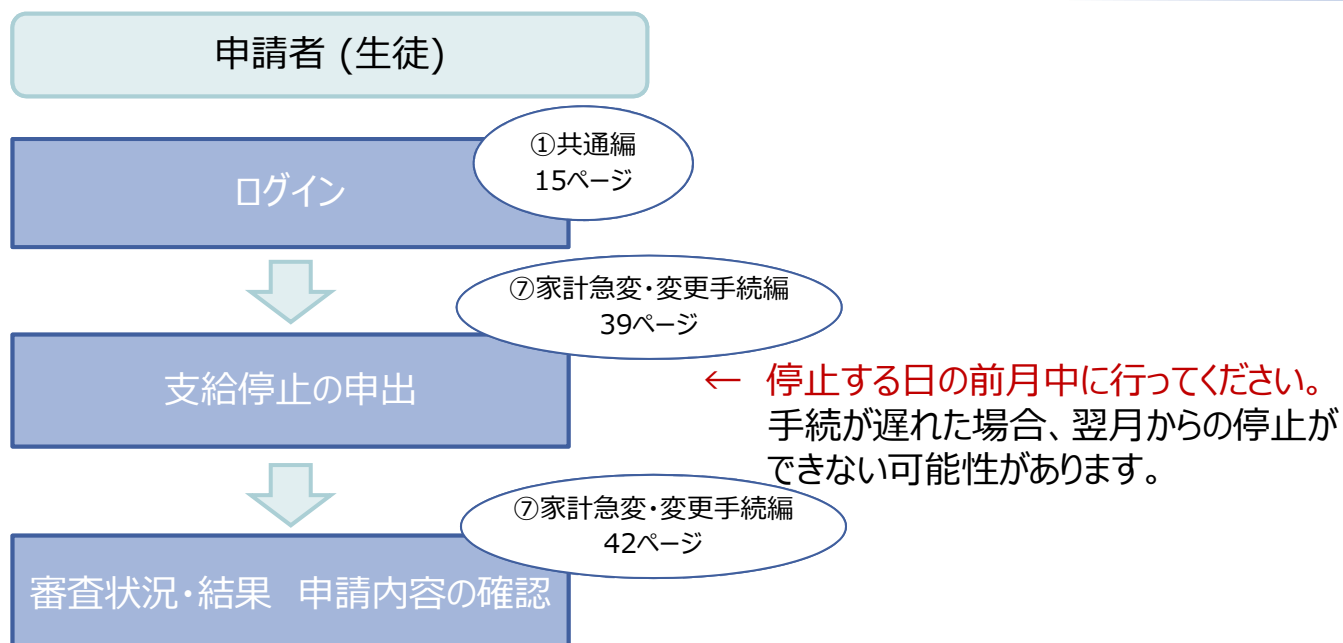 申請者 (生徒)
①共通編
15ページ
ログイン
⑦家計急変・変更手続編
39ページ
支給停止の申出
← 停止する日の前月中に行ってください。
手続が遅れた場合、翌月からの停止が
できない可能性があります。
⑦家計急変・変更手続編
42ページ
審査状況・結果　申請内容の確認